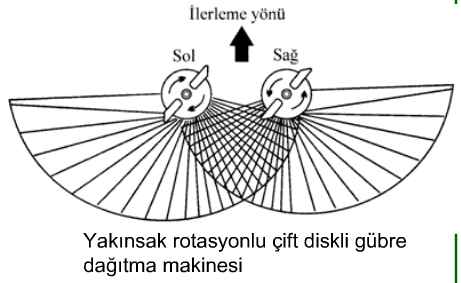 İlerleme yönü
Sol
Sağ
Yakınsak rotasyonlu çift diskli gübre
dağıtma makinesi